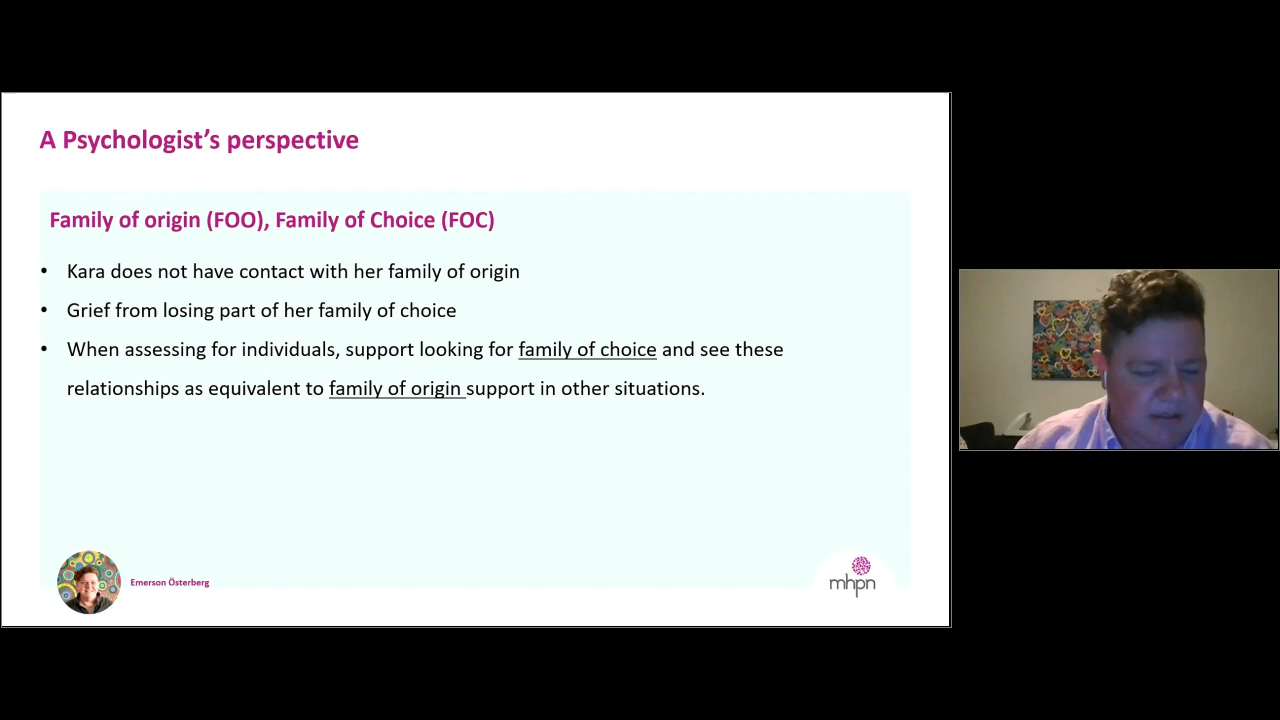 A Psychologist’s perspective
Family of origin (FOO), Family of Choice (FOC)
• Kara does not have contact with her family of origin
• Grief from losing part of her family of choice
• When assessing for individuals, support looking for family of choice and see these
relationships as equivalent to family of origin support in other situations.
Emerson Österberg
mhpn